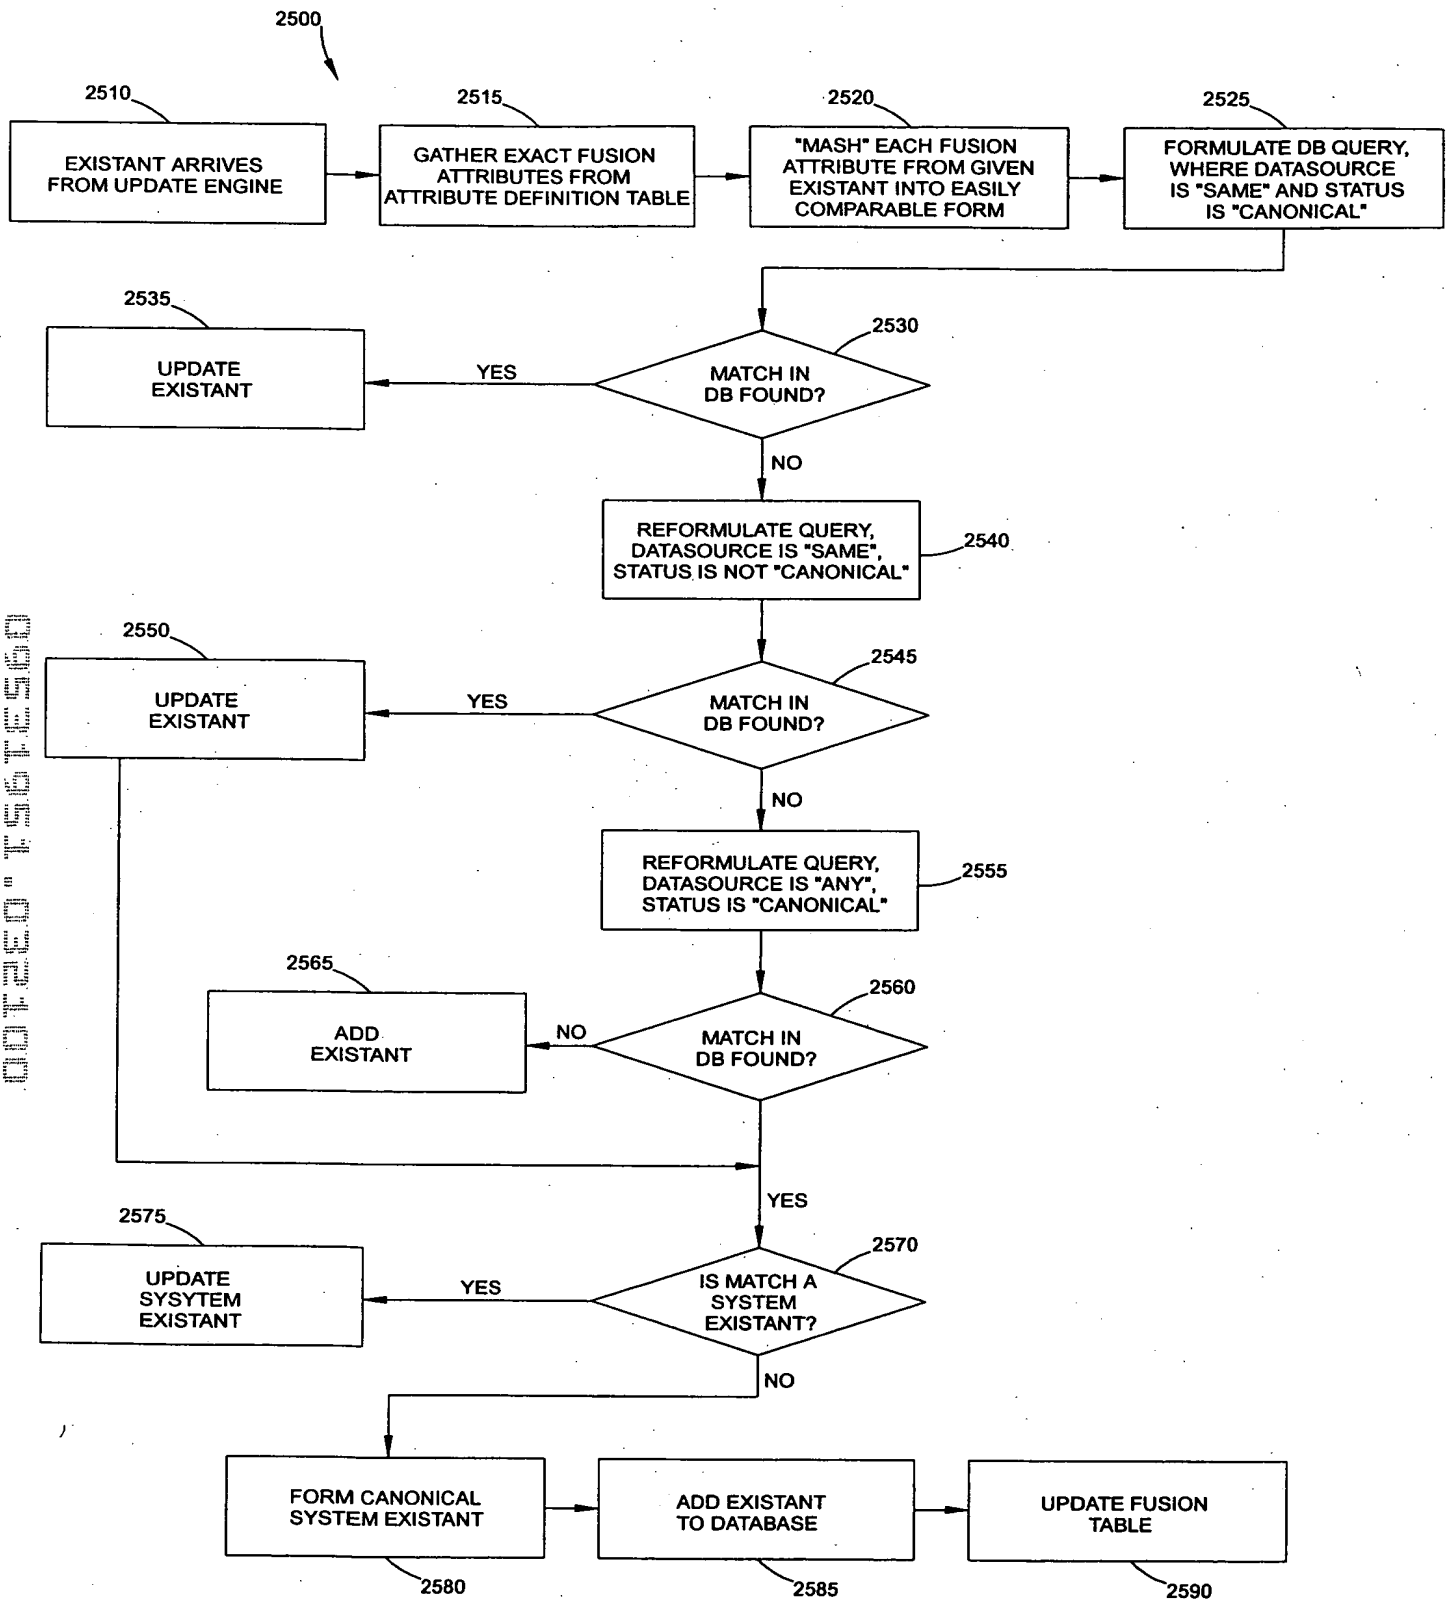 2500
2510
EXISTANT ARRIVES
FROM UPDATE ENGINE
2515
GATHER EXACT FUSION
ATTRIBUTES FROM
ATTRIBUTE DEFINITION TABLE
2520
"MASH" EACH FUSION
ATTRIBUTE FROM GIVEN
EXISTANT INTO EASILY
COMPARABLE FORM
2525
FORMULATE DB QUERY,
WHERE DATASOURCE
IS "SAME" AND STATUS
IS "CANONICAL"
2530
MATCH IN
DB FOUND?
YES
2535
UPDATE
EXISTANT
NO
REFORMULATE QUERY,
DATASOURCE IS "SAME",
STATUS IS NOT "CANONICAL"
2540
2545
MATCH IN
DB FOUND?
YES
2550
UPDATE
EXISTANT
NO
REFORMULATE QUERY,
DATASOURCE IS "ANY",
STATUS IS "CANONICAL"
2555
2560
MATCH IN
DB FOUND?
NO
2565
ADD
EXISTANT
YES
2570
IS MATCH A
SYSTEM
EXISTANT?
YES
2575
UPDATE
SYSYTEM
EXISTANT
NO
FORM CANONICAL
SYSTEM EXISTANT
2580
ADD EXISTANT
TO DATABASE
2585
UPDATE FUSION
TABLE
2590